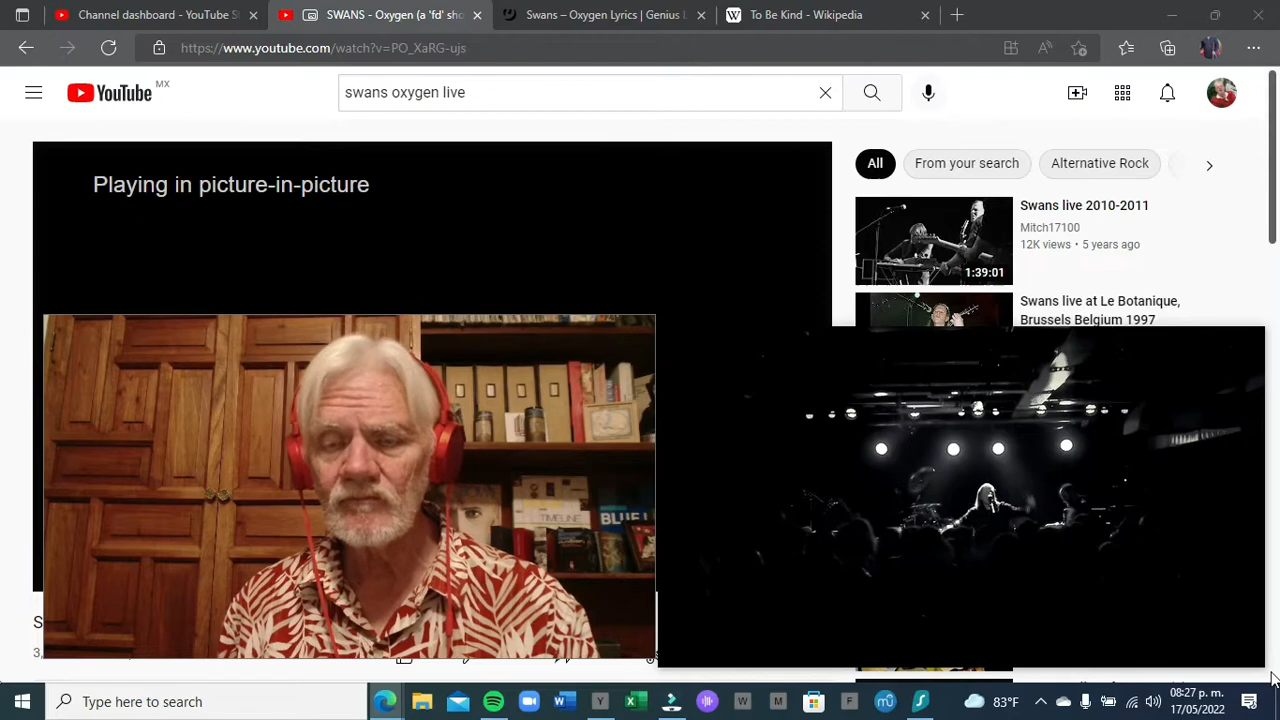 Channel dashboard - YouTube St
SWANS - Oxygen (a 'fd' sho
Swans – Oxygen Lyrics | Genius L
To Be Kind - Wikipedia
https://www.youtube.com/watch?v=PO_XaRG-ujs
YouTube MX
swans oxygen live
Playing in picture-in-picture
All
From your search
Alternative Rock
Swans live 2010-2011
Mitch17100
12K views • 5 years ago
1:39:01
Swans live at Le Botanique,
Brussels Belgium 1997
TIMELINE
BLUE
S
3,
Type here to search
83°F
08:27 p. m.
17/05/2022